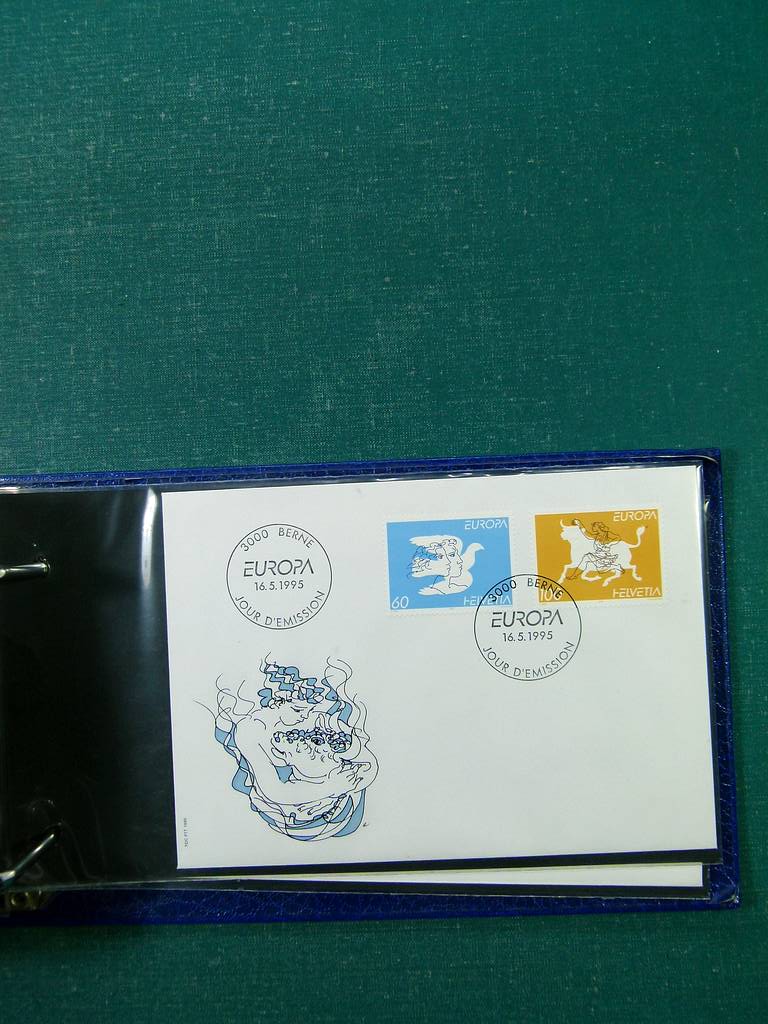 3000 BERNE
EUROPA
16.5.1995
JOUR D'EMISSION
EUROPA
60
HELVETIA
EUROPA
100
HELVETIA
3000 BERNE
EUROPA
16.5.1995
JOUR D'EMISSION